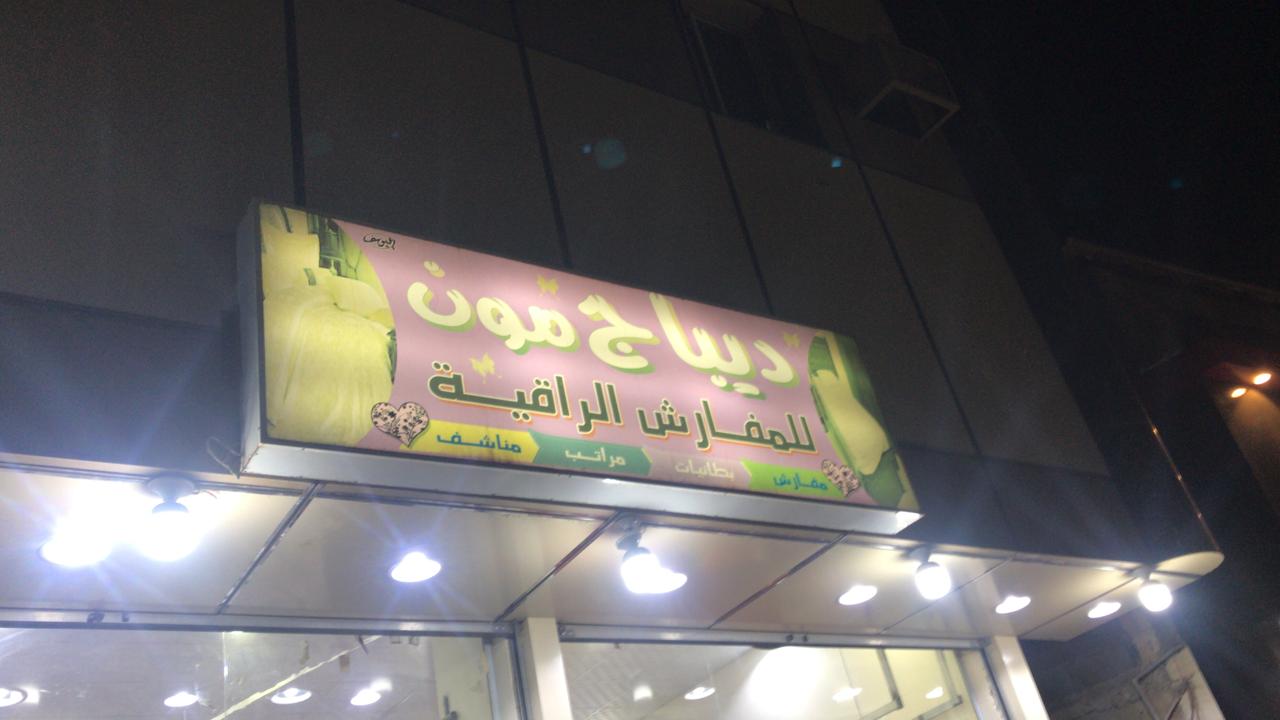 ديباج مون
للمفارش الراقية
مفارش بطانيات مراتب مناشف